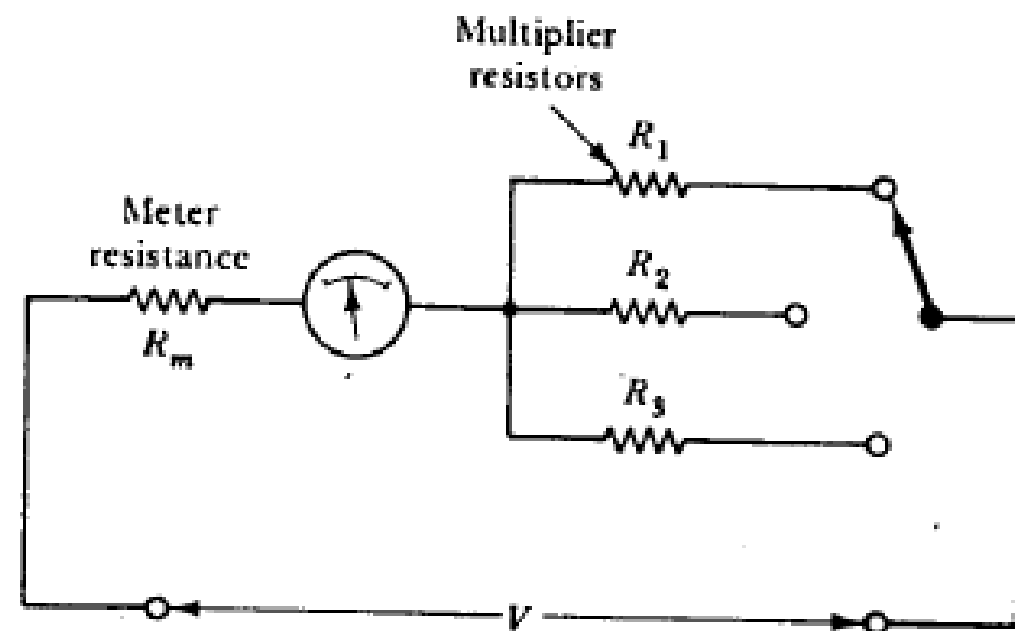 Multiplier
resistors
R₁
Meter
resistance
R₂
Rₘ
R₃
V